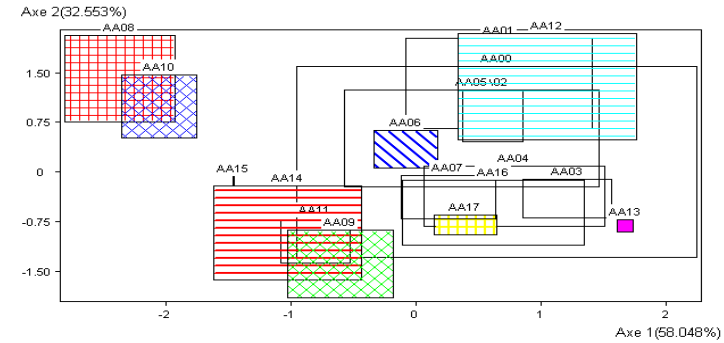 Axe 2(32.553%)
AA08
AA01 AA12
AA10
AA00
1.50
AA05 \02
0.75
AA06
0
AA15
AA14
AA07
AA04
AA16
AA03
AA11
AA09
AA17
AA13
-0.75
-1.50
-2 -1 0 1 2
Axe 1(58.048%)